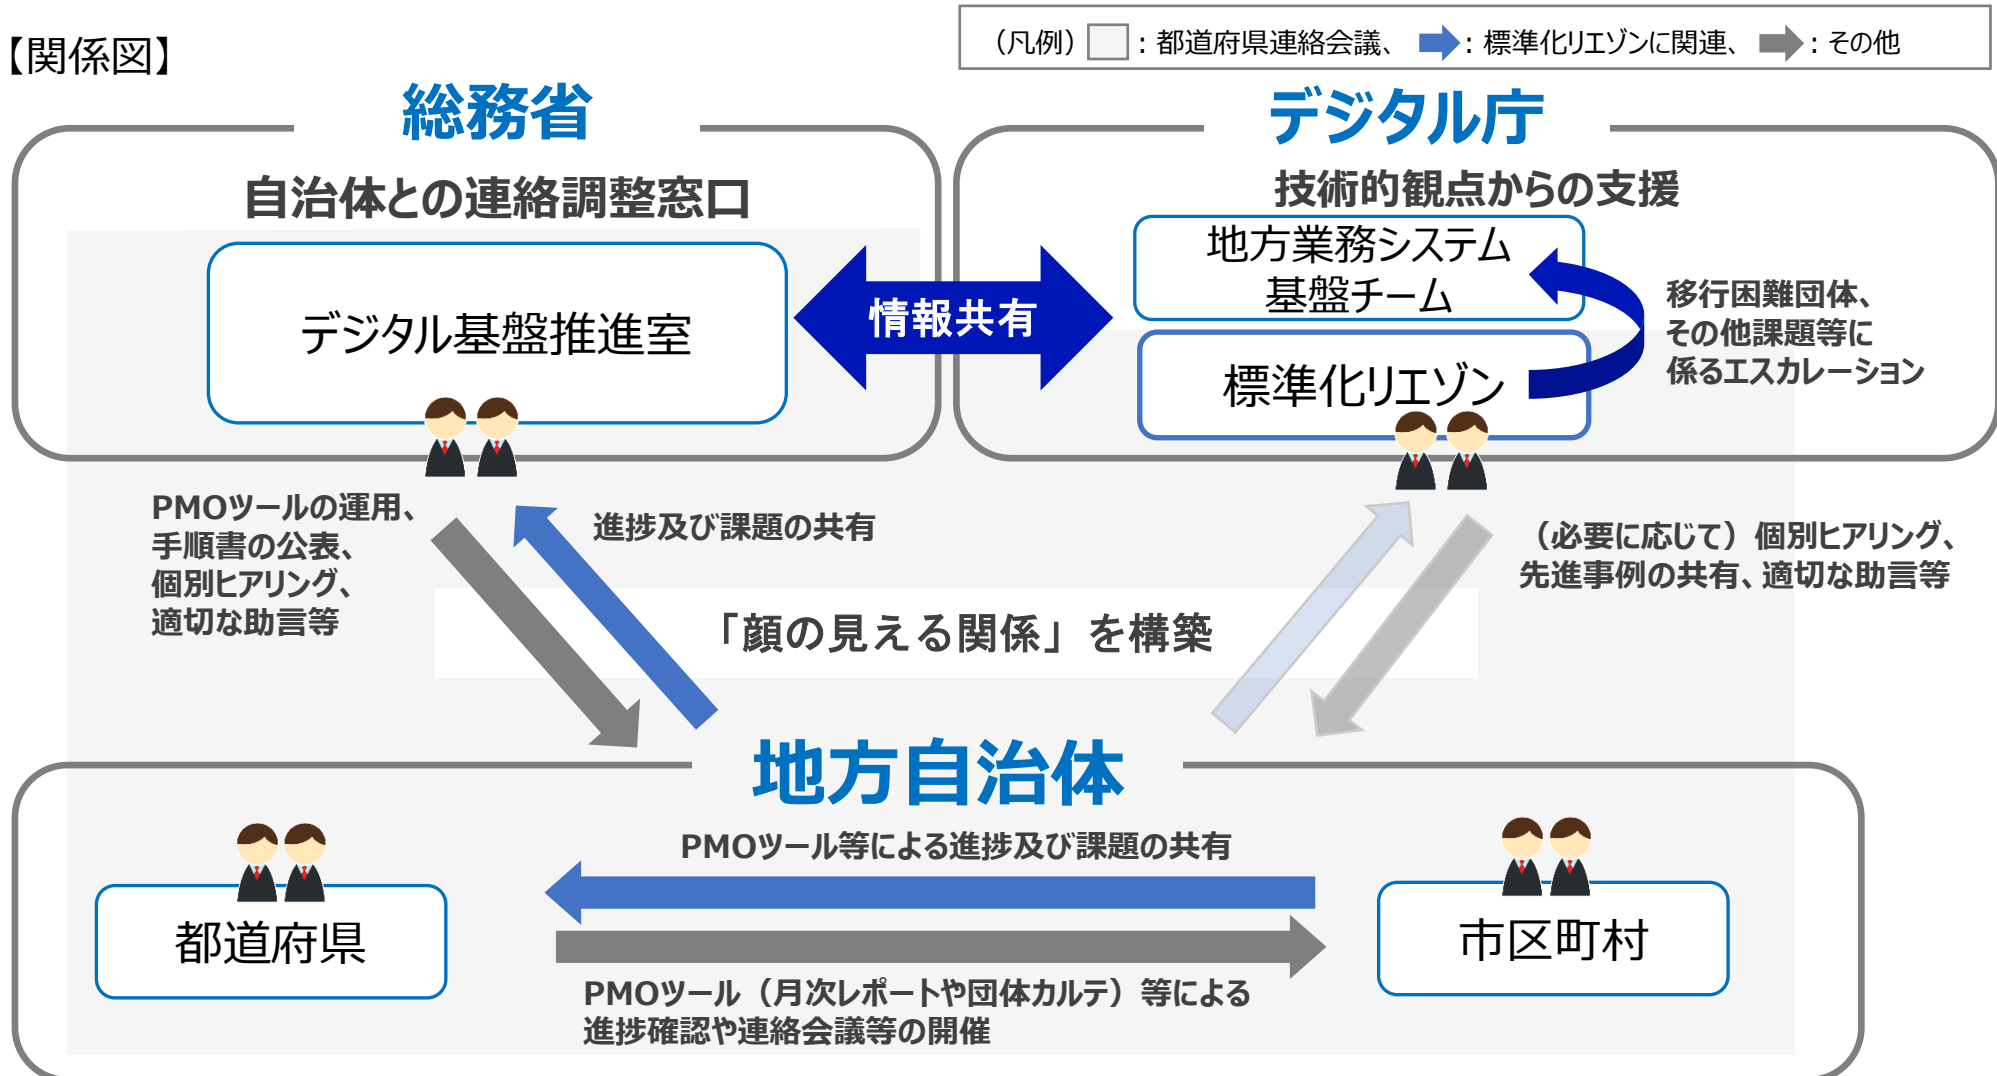 【関係図】
（凡例）　：都道府県連絡会議、　：標準化リエゾンに関連、　：その他
総務省
自治体との連絡調整窓口
デジタル基盤推進室
情報共有
デジタル庁
技術的観点からの支援
地方業務システム
基盤チーム
標準化リエゾン
移行困難団体、
その他課題等に
係るエスカレーション
PMOツールの運用、
手順書の公表、
個別ヒアリング、
適切な助言等
進捗及び課題の共有
（必要に応じて）個別ヒアリング、
先進事例の共有、適切な助言等
「顔の見える関係」を構築
地方自治体
PMOツール等による進捗及び課題の共有
都道府県
市区町村
PMOツール（月次レポートや団体カルテ）等による
進捗確認や連絡会議等の開催